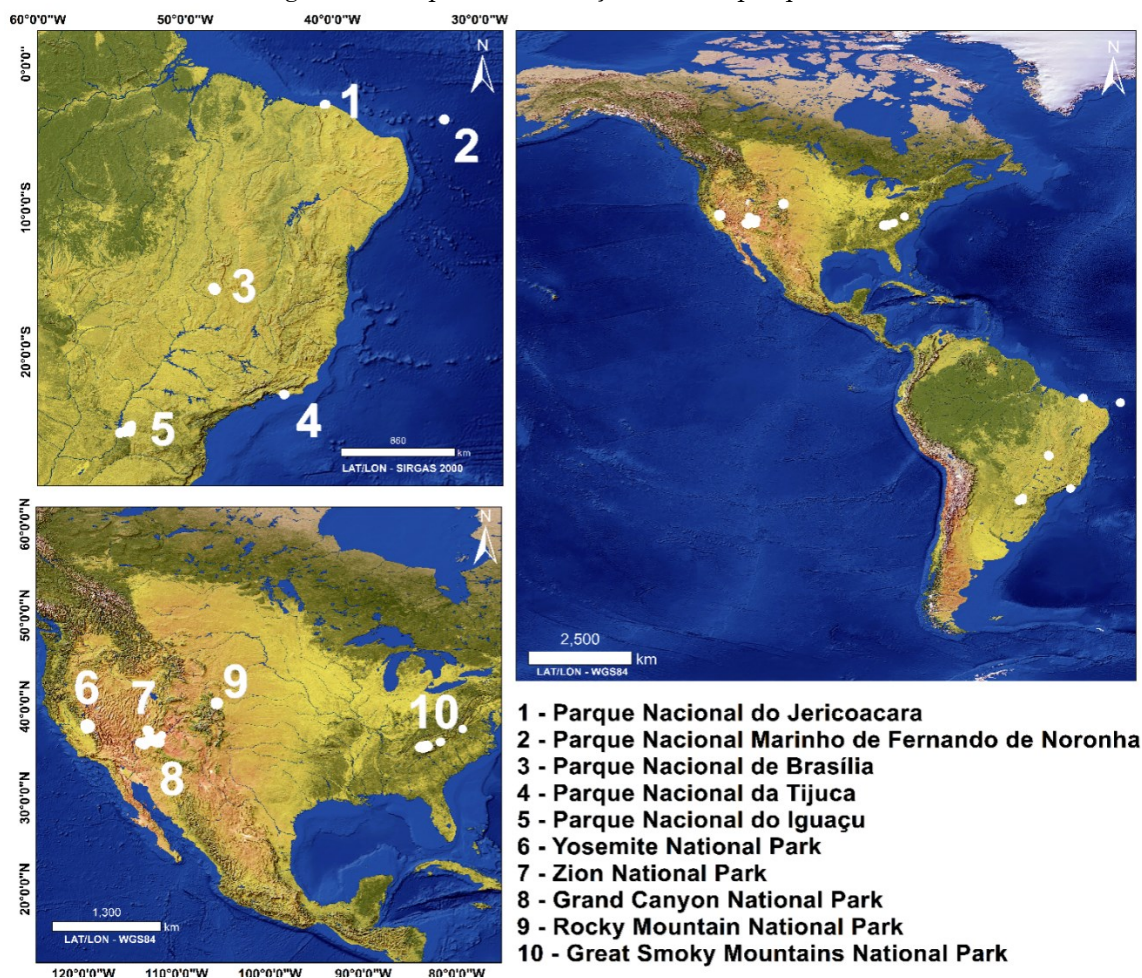 60°0'0"W 50°0'0"W 40°0'0"W 30°0'0"W
0°0'0"
10°0'0"S
20°0'0"S
N
1
2
3
4
5
860
km
LAT/LON - SIRGAS 2000
N
2,500
km
LAT/LON - WGS84
60°0'0"N
50°0'0"N
40°0'0"N
30°0'0"N
20°0'0"N
N
6
7
8
9
10
1,300
km
LAT/LON - WGS84
120°0'0"W 110°0'0"W 100°0'0"W 90°0'0"W 80°0'0"W
1 - Parque Nacional do Jericoacara
2 - Parque Nacional Marinho de Fernando de Noronha
3 - Parque Nacional de Brasília
4 - Parque Nacional da Tijuca
5 - Parque Nacional do Iguaçu
6 - Yosemite National Park
7 - Zion National Park
8 - Grand Canyon National Park
9 - Rocky Mountain National Park
10 - Great Smoky Mountains National Park